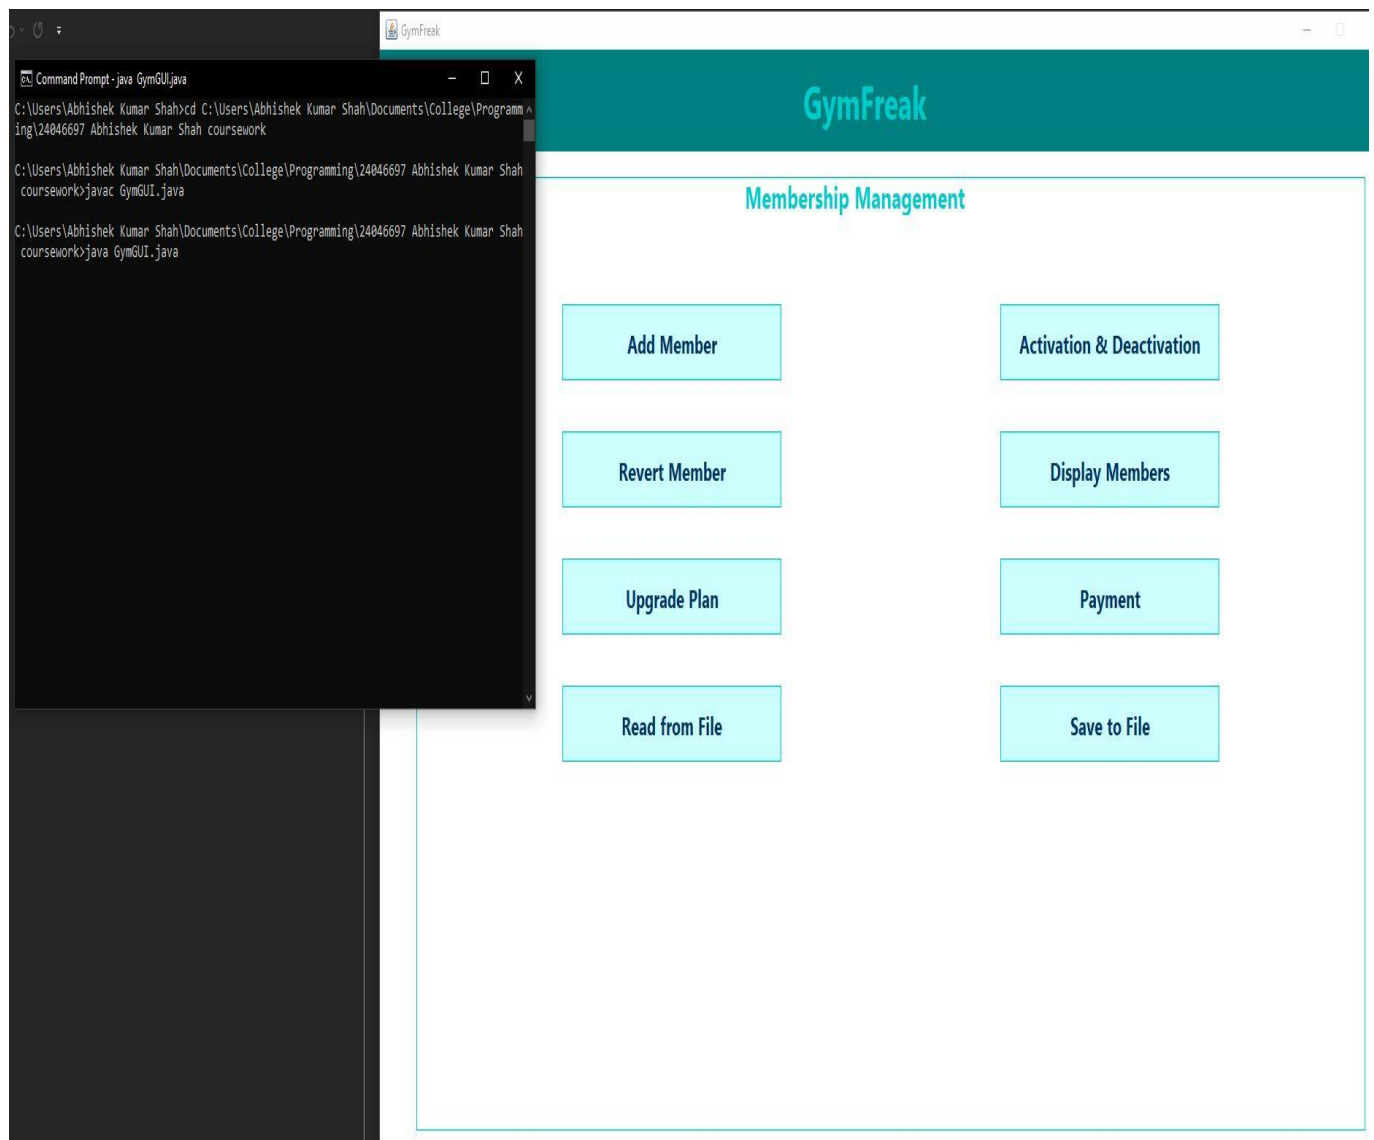 GymFreak
Command Prompt - java  GymGUI.java
C:\Users\Abhishek Kumar Shah>cd C:\Users\Abhishek Kumar Shah\Documents\College\Programm
ing\24046697 Abhishek Kumar Shah coursework
C:\Users\Abhishek Kumar Shah\Documents\College\Programming\24046697 Abhishek Kumar Shah
coursework>javac GymGUI.java
C:\Users\Abhishek Kumar Shah\Documents\College\Programming\24046697 Abhishek Kumar Shah
coursework>java GymGUI.java
GymFreak
Membership Management
Add Member
Activation & Deactivation
Revert Member
Display Members
Upgrade Plan
Payment
Read from File
Save to File